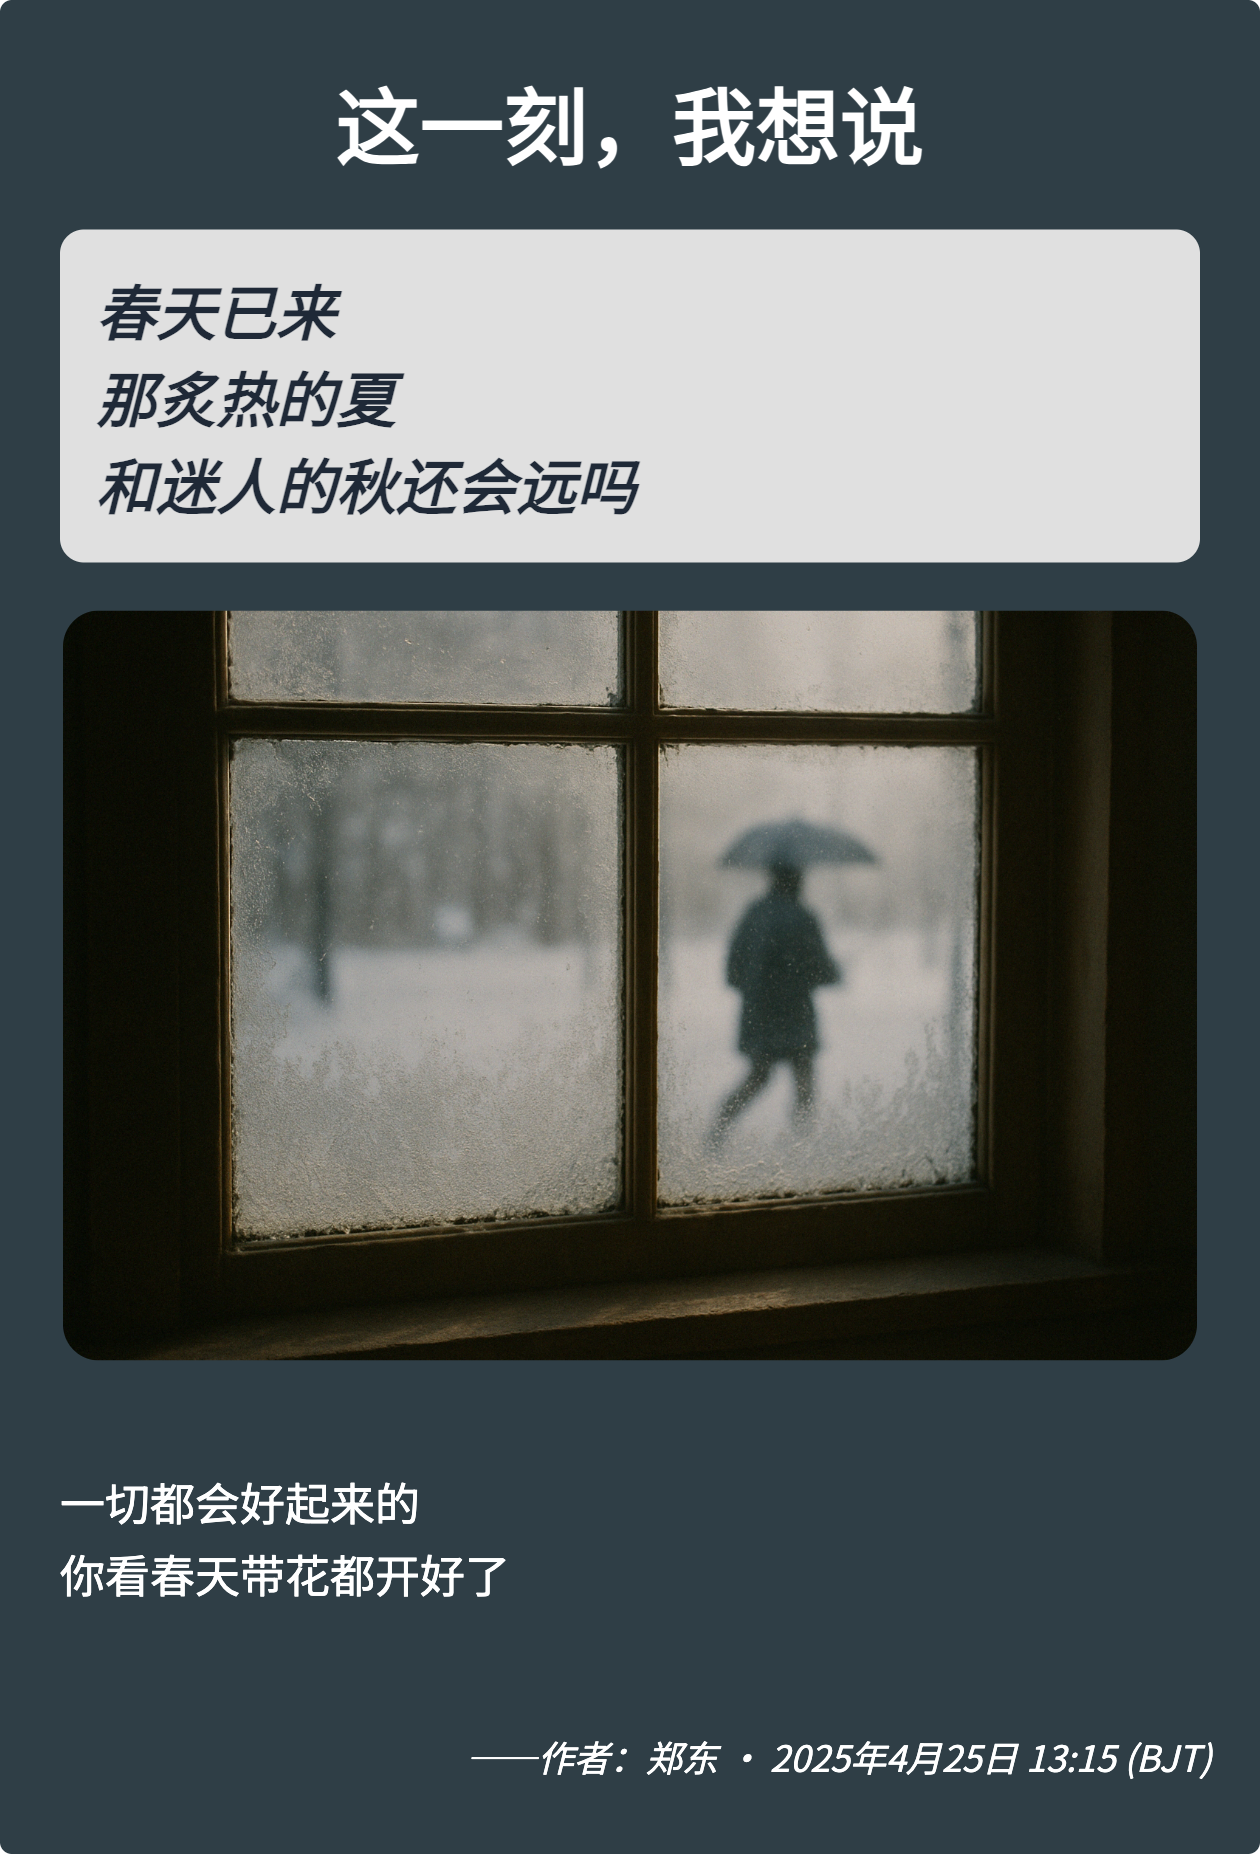 这一刻，我想说
春天已来
那炙热的夏
和迷人的秋还会远吗
一切都会好起来的
你看春天带花都开好了
——作者：郑东 · 2025年4月25日 13:15 (BJT)